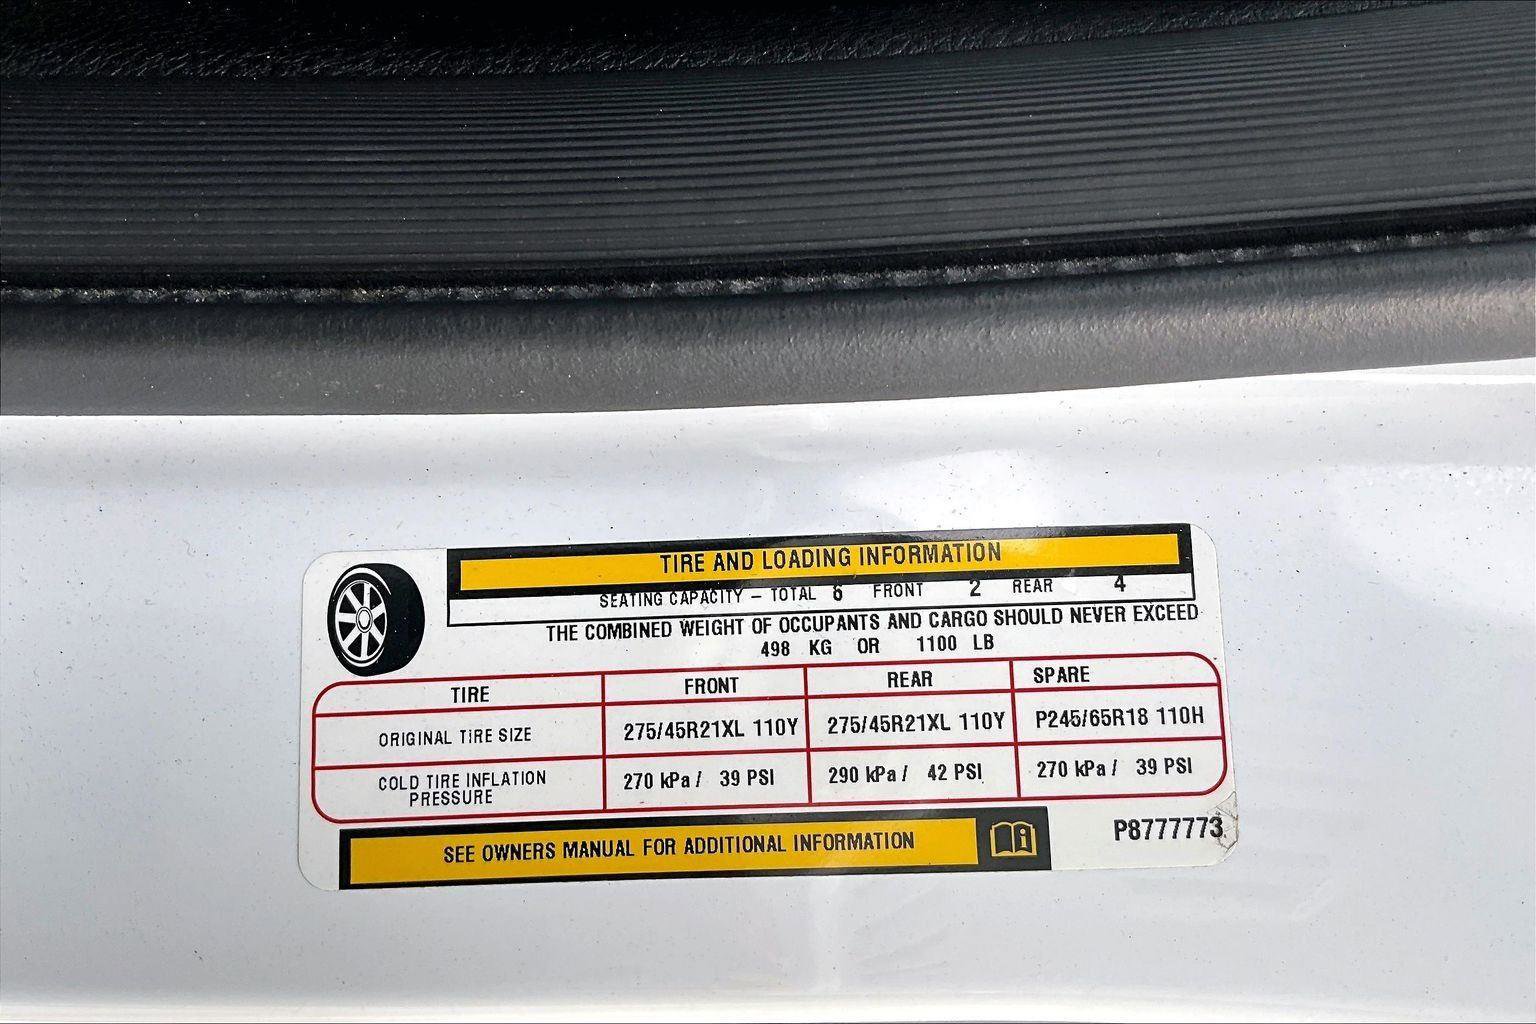 TIRE AND LOADING INFORMATION
SEATING CAPACITY – TOTAL 6 FRONT 2 REAR 4
THE COMBINED WEIGHT OF OCCUPANTS AND CARGO SHOULD NEVER EXCEED
498 KG OR 1100 LB
TIRE FRONT REAR SPARE
ORIGINAL TIRE SIZE 275/45R21XL 110Y 275/45R21XL 110Y P245/65R18 110H
COLD TIRE INFLATION
PRESSURE 270 kPa / 39 PSI 290 kPa / 42 PSI 270 kPa / 39 PSI
SEE OWNERS MANUAL FOR ADDITIONAL INFORMATION
P8777773